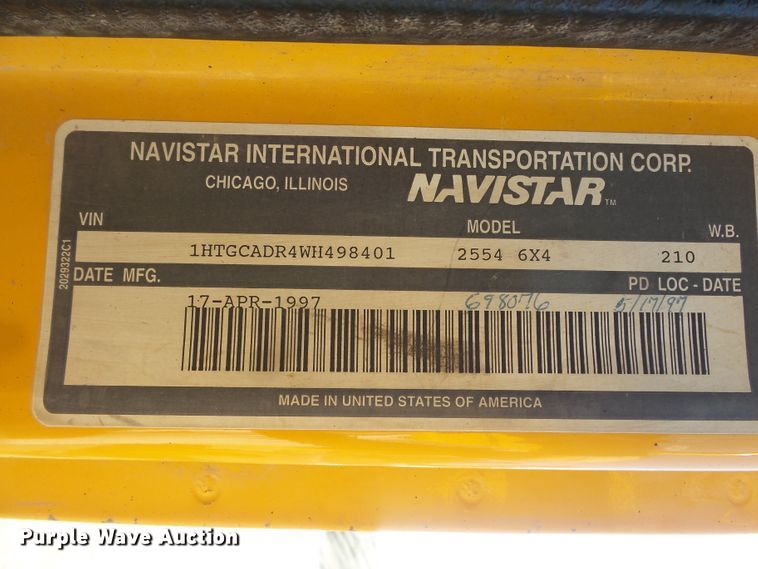 NAVISTAR INTERNATIONAL TRANSPORTATION CORP.
CHICAGO, ILLINOIS NAVISTAR TM
VIN MODEL W.B.
1HTGCADR4WH498401 2554 6X4 210
DATE MFG. PD LOC - DATE
17-APR-1997 698076 5/17/97
MADE IN UNITED STATES OF AMERICA
2029322C1
Purple Wave Auction